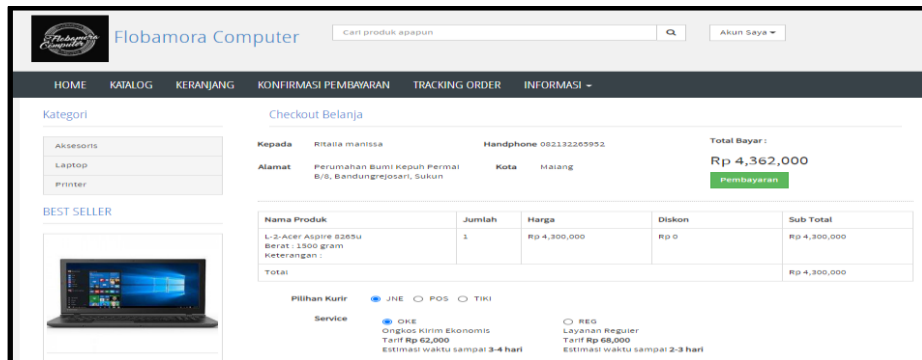 Flobamora
Computer
Flobamora Computer
Cari produk apapun
Akun Saya
HOME KATALOG KERANJANG KONFIRMASI PEMBAYARAN TRACKING ORDER INFORMASI
Kategori
Aksesoris
Laptop
Printer
BEST SELLER
Checkout Belanja
Kepada Ritalia manissa Handphone 082132265952
Alamat Perumahan Bumi Kepuh Permai Kota Malang
B/8, Bandungrejosari, Sukun
Total Bayar :
Rp 4,362,000
Pembayaran
Nama Produk Jumlah Harga Diskon Sub Total
L-2-Acer Aspire 8265u 1 Rp 4,300,000 Rp 0 Rp 4,300,000
Berat : 1500 gram
Keterangan :
Total Rp 4,300,000
Pilihan Kurir JNE POS TIKI
Service OKE REG
Ongkos Kirim Ekonomis Layanan Reguler
Tarif Rp 62,000 Tarif Rp 68,000
Estimasi waktu sampai 3-4 hari Estimasi waktu sampai 2-3 hari